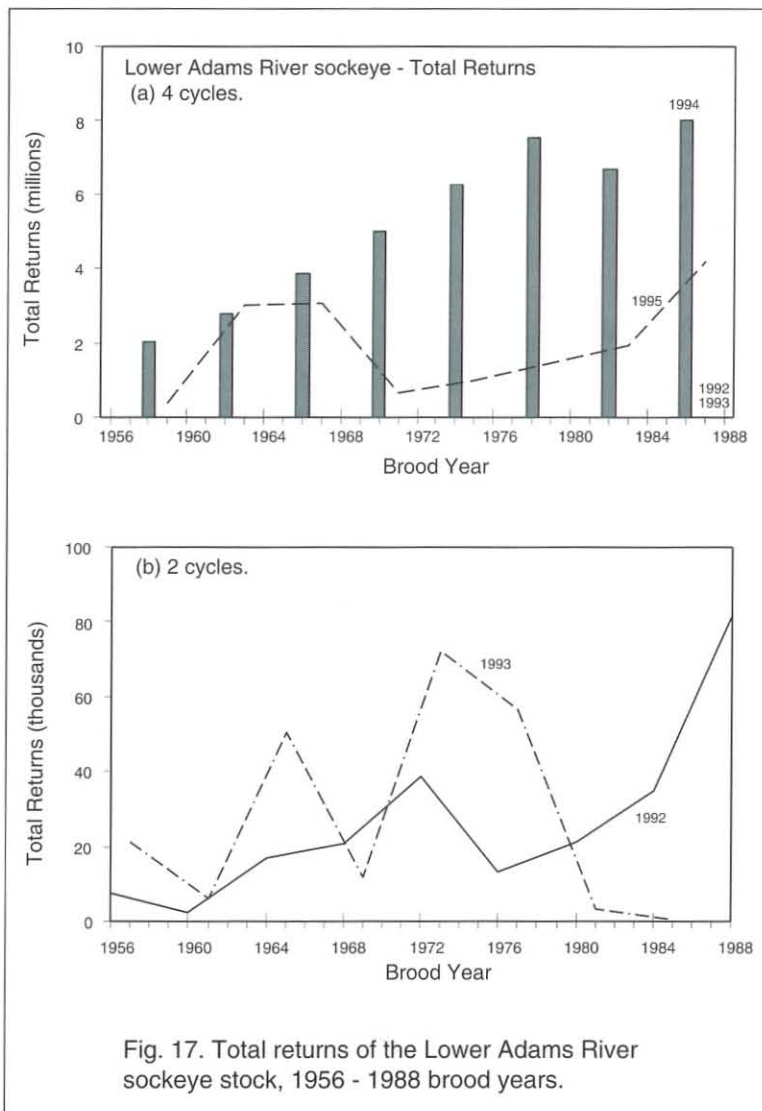 Lower Adams River sockeye - Total Returns
(a) 4 cycles.
Total Returns (millions)
10
8
6
4
2
0
1994
1995
1992
1993
1956 1960 1964 1968 1972 1976 1980 1984 1988
Brood Year
(b) 2 cycles.
Total Returns (thousands)
100
80
60
40
20
0
1993
1992
1956 1960 1964 1968 1972 1976 1980 1984 1988
Brood Year
Fig. 17. Total returns of the Lower Adams River
sockeye stock, 1956 - 1988 brood years.